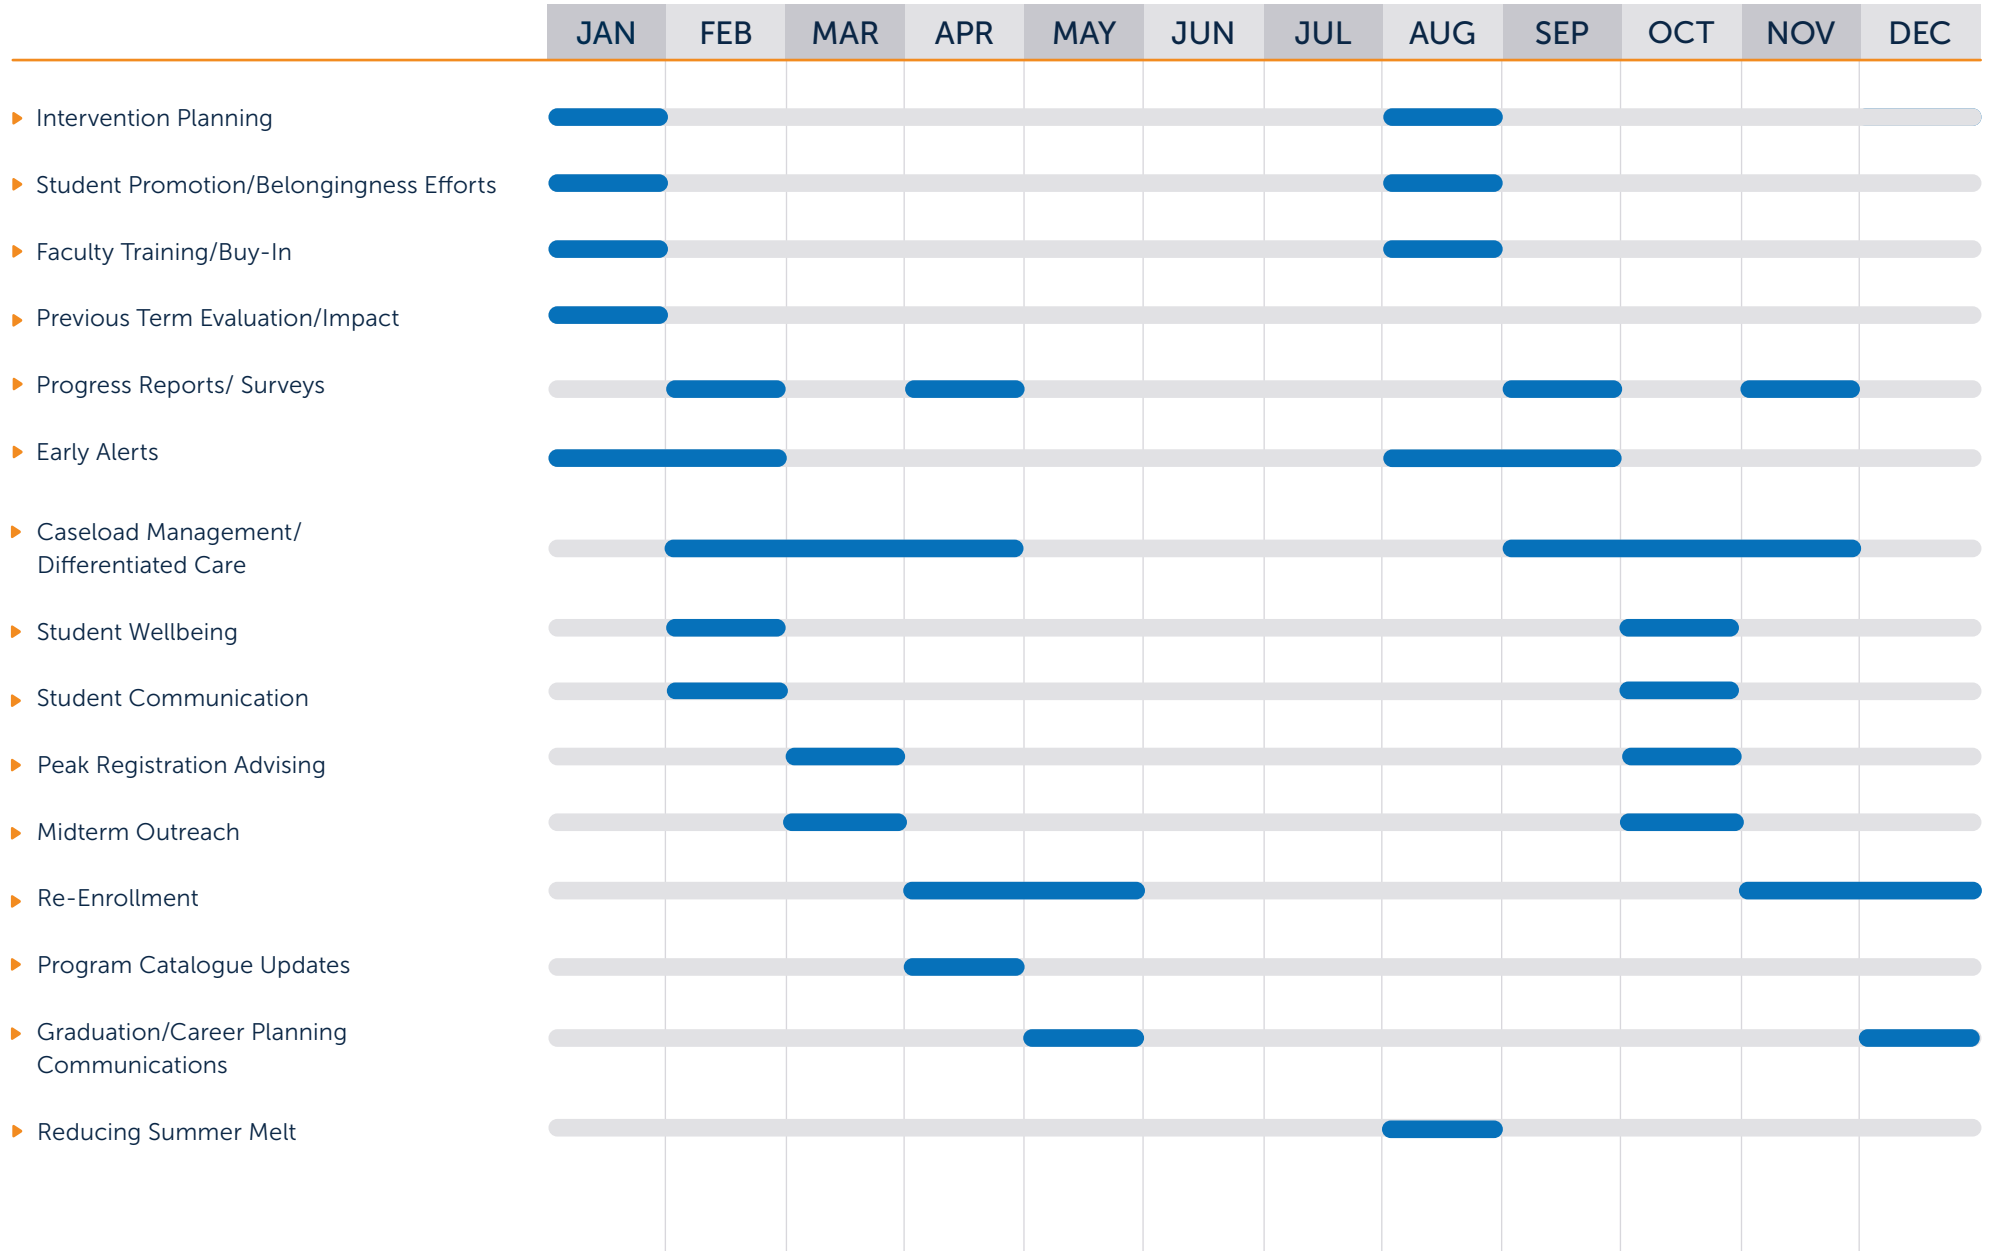 JAN FEB MAR APR MAY JUN JUL AUG SEP OCT NOV DEC
Intervention Planning
Student Promotion/Belongingness Efforts
Faculty Training/Buy-In
Previous Term Evaluation/Impact
Progress Reports/ Surveys
Early Alerts
Caseload Management/
Differentiated Care
Student Wellbeing
Student Communication
Peak Registration Advising
Midterm Outreach
Re-Enrollment
Program Catalogue Updates
Graduation/Career Planning
Communications
Reducing Summer Melt